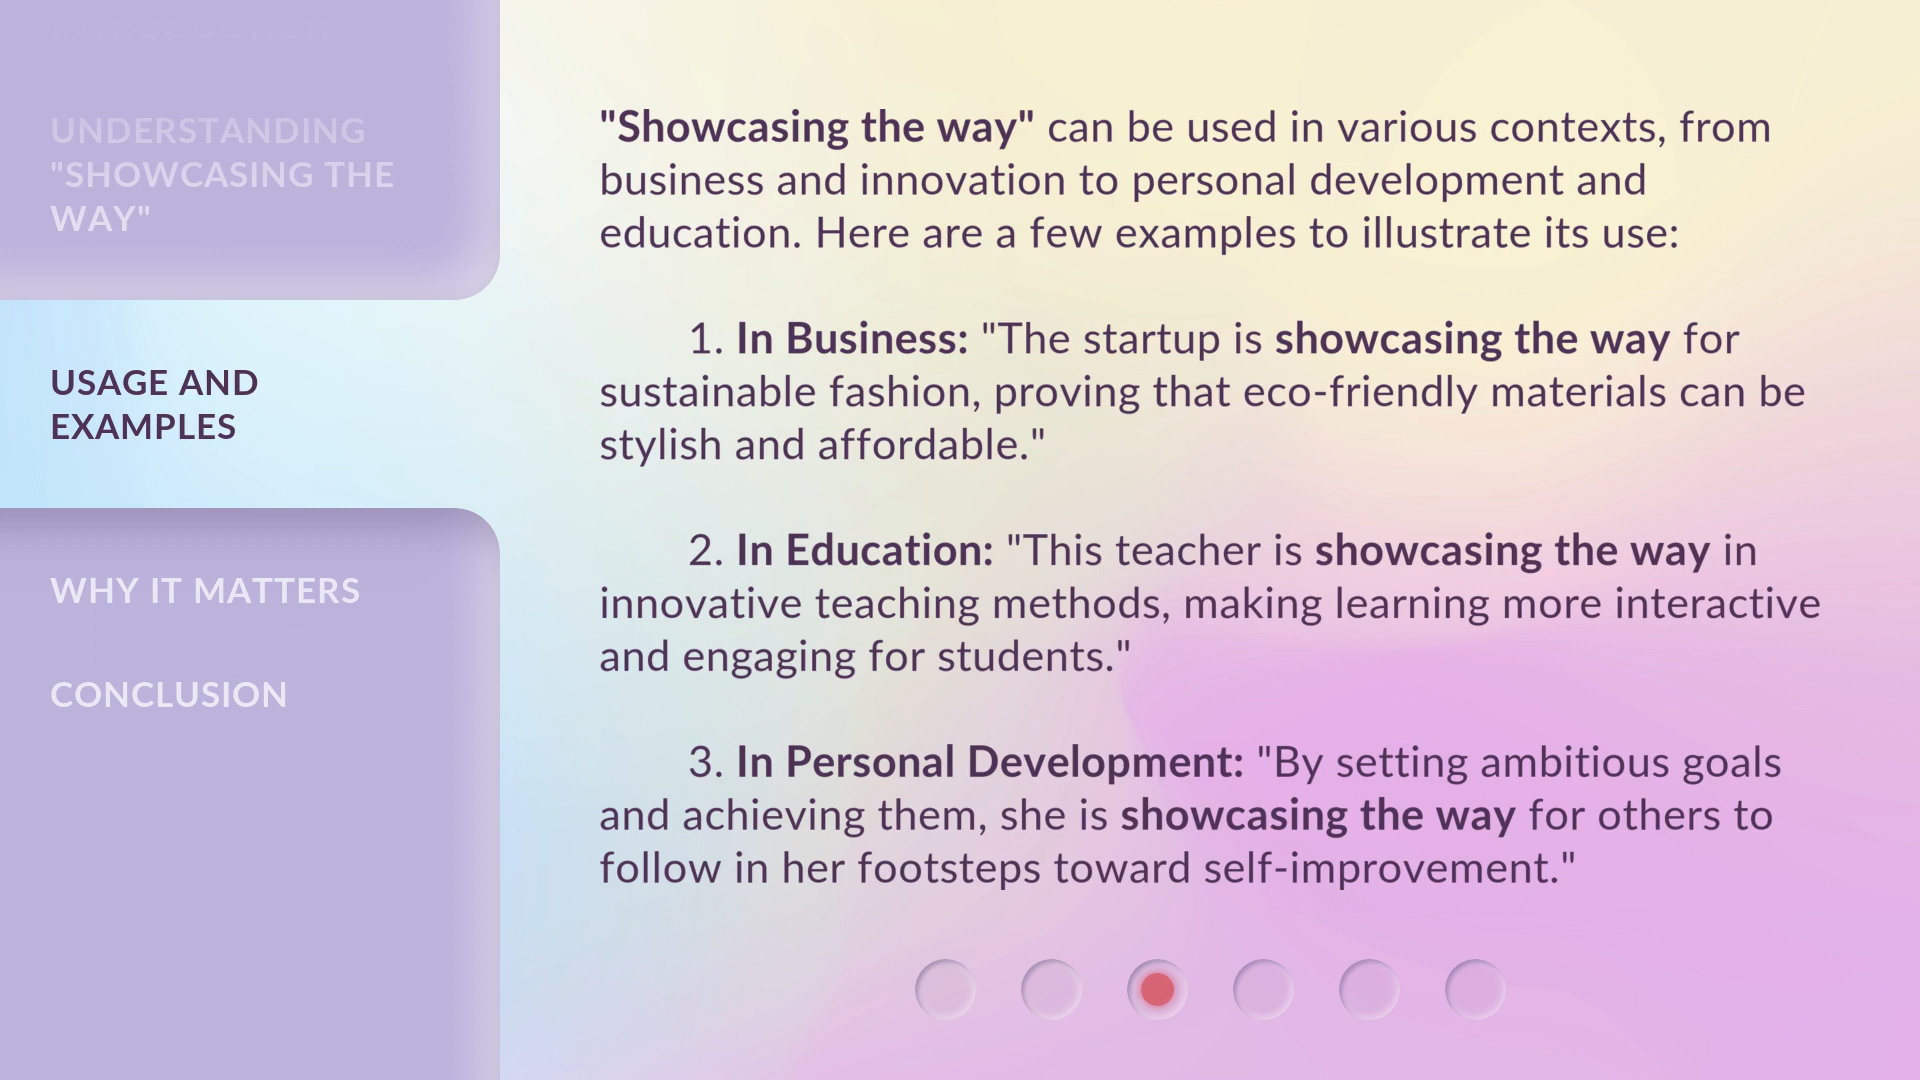 INTRODUCTION
UNDERSTANDING
"SHOWCASING THE
WAY"
USAGE AND
EXAMPLES
WHY IT MATTERS
CONCLUSION
"Showcasing the way" can be used in various contexts, from
business and innovation to personal development and
education. Here are a few examples to illustrate its use:
1. In Business: "The startup is showcasing the way for
sustainable fashion, proving that eco-friendly materials can be
stylish and affordable."
2. In Education: "This teacher is showcasing the way in
innovative teaching methods, making learning more interactive
and engaging for students."
3. In Personal Development: "By setting ambitious goals
and achieving them, she is showcasing the way for others to
follow in her footsteps toward self-improvement."